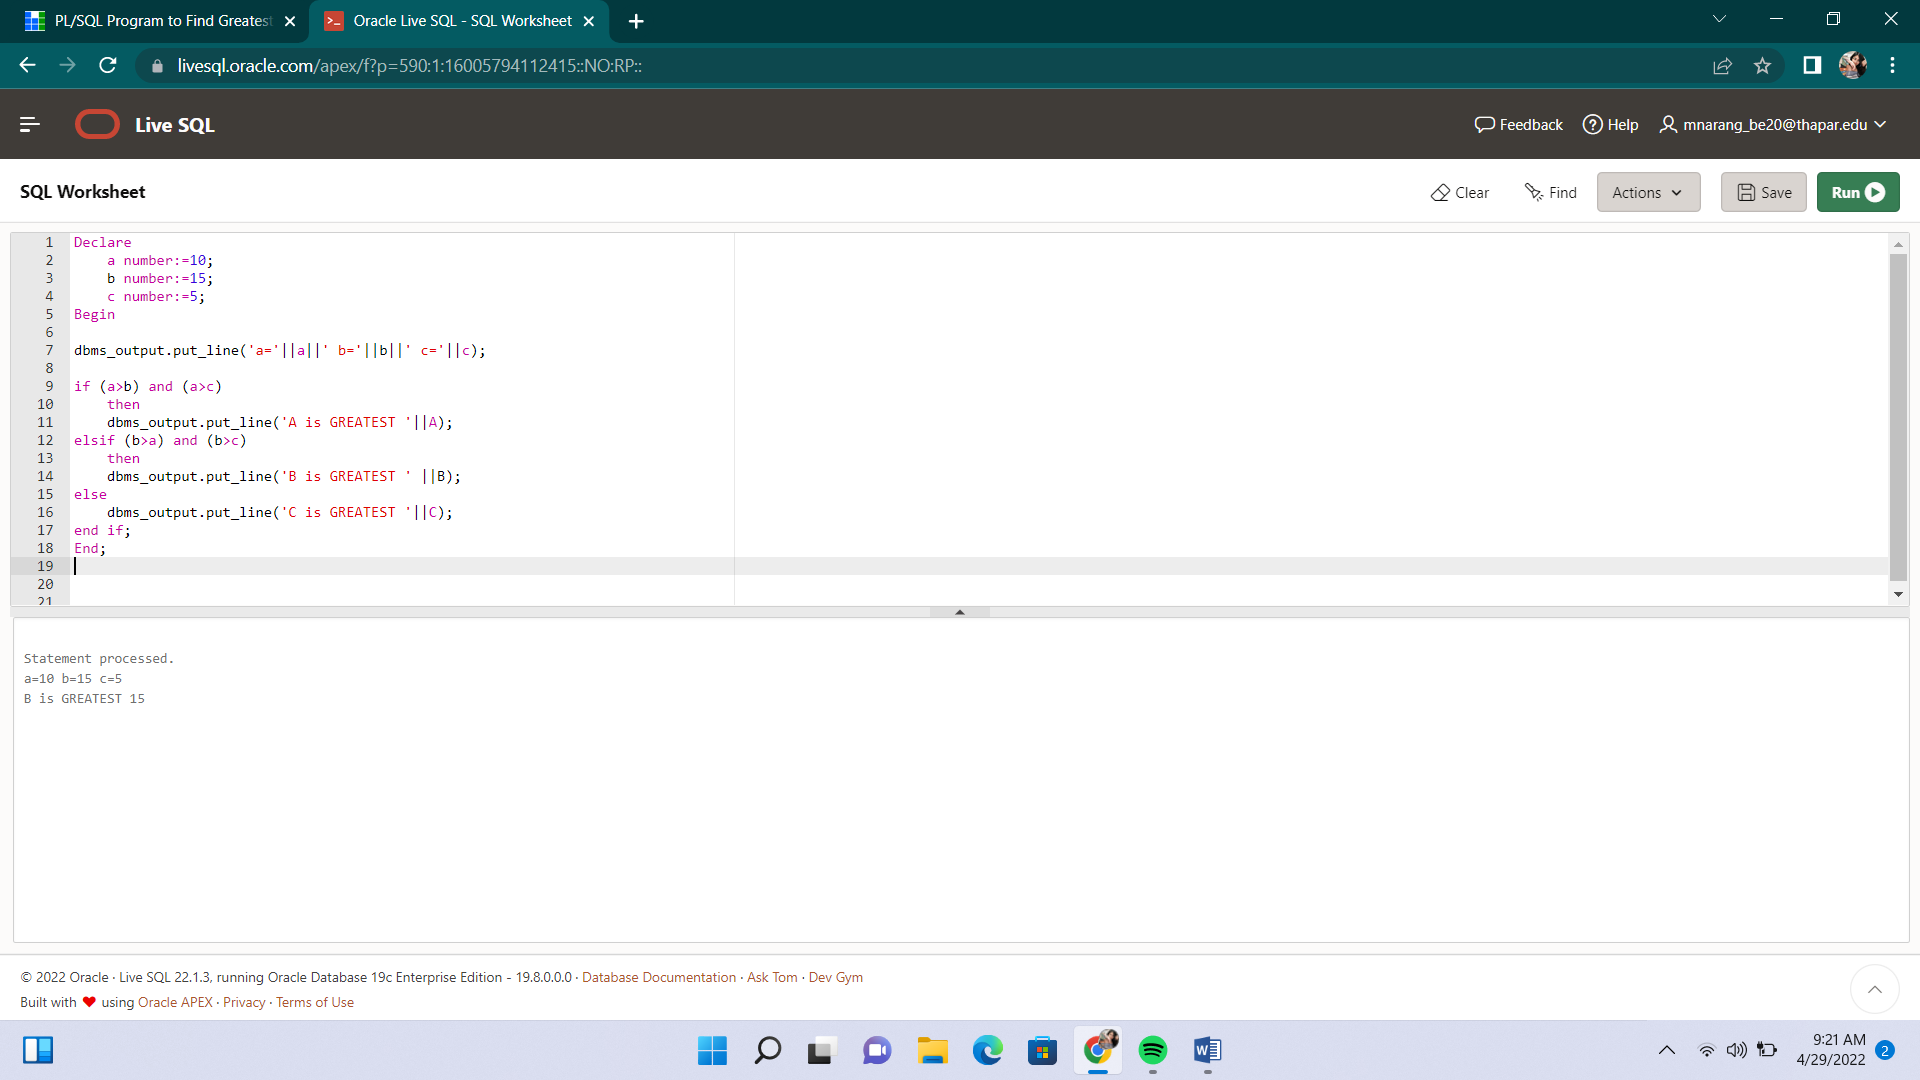 PL/SQL Program to Find Greatest
Oracle Live SQL - SQL Worksheet
livesql.oracle.com/apex/f?p=590:1:16005794112415::NO:RP::
Live SQL
Feedback
Help
mnarang_be20@thapar.edu
SQL Worksheet
Clear
Find
Actions
Save
Run
1 Declare
2     a number:=10;
3     b number:=15;
4     c number:=5;
5 Begin
6
7 dbms_output.put_line('a='||a||' b='||b||' c='||c);
8
9 if (a>b) and (a>c)
10     then
11     dbms_output.put_line('A is GREATEST '||A);
12 elsif (b>a) and (b>c)
13     then
14     dbms_output.put_line('B is GREATEST ' ||B);
15 else
16     dbms_output.put_line('C is GREATEST '||C);
17 end if;
18 End;
19
20
21
Statement processed.
a=10 b=15 c=5
B is GREATEST 15
© 2022 Oracle · Live SQL 22.1.3, running Oracle Database 19c Enterprise Edition - 19.8.0.0.0 · Database Documentation · Ask Tom · Dev Gym
Built with ❤ using Oracle APEX · Privacy · Terms of Use
9:21 AM
4/29/2022
2